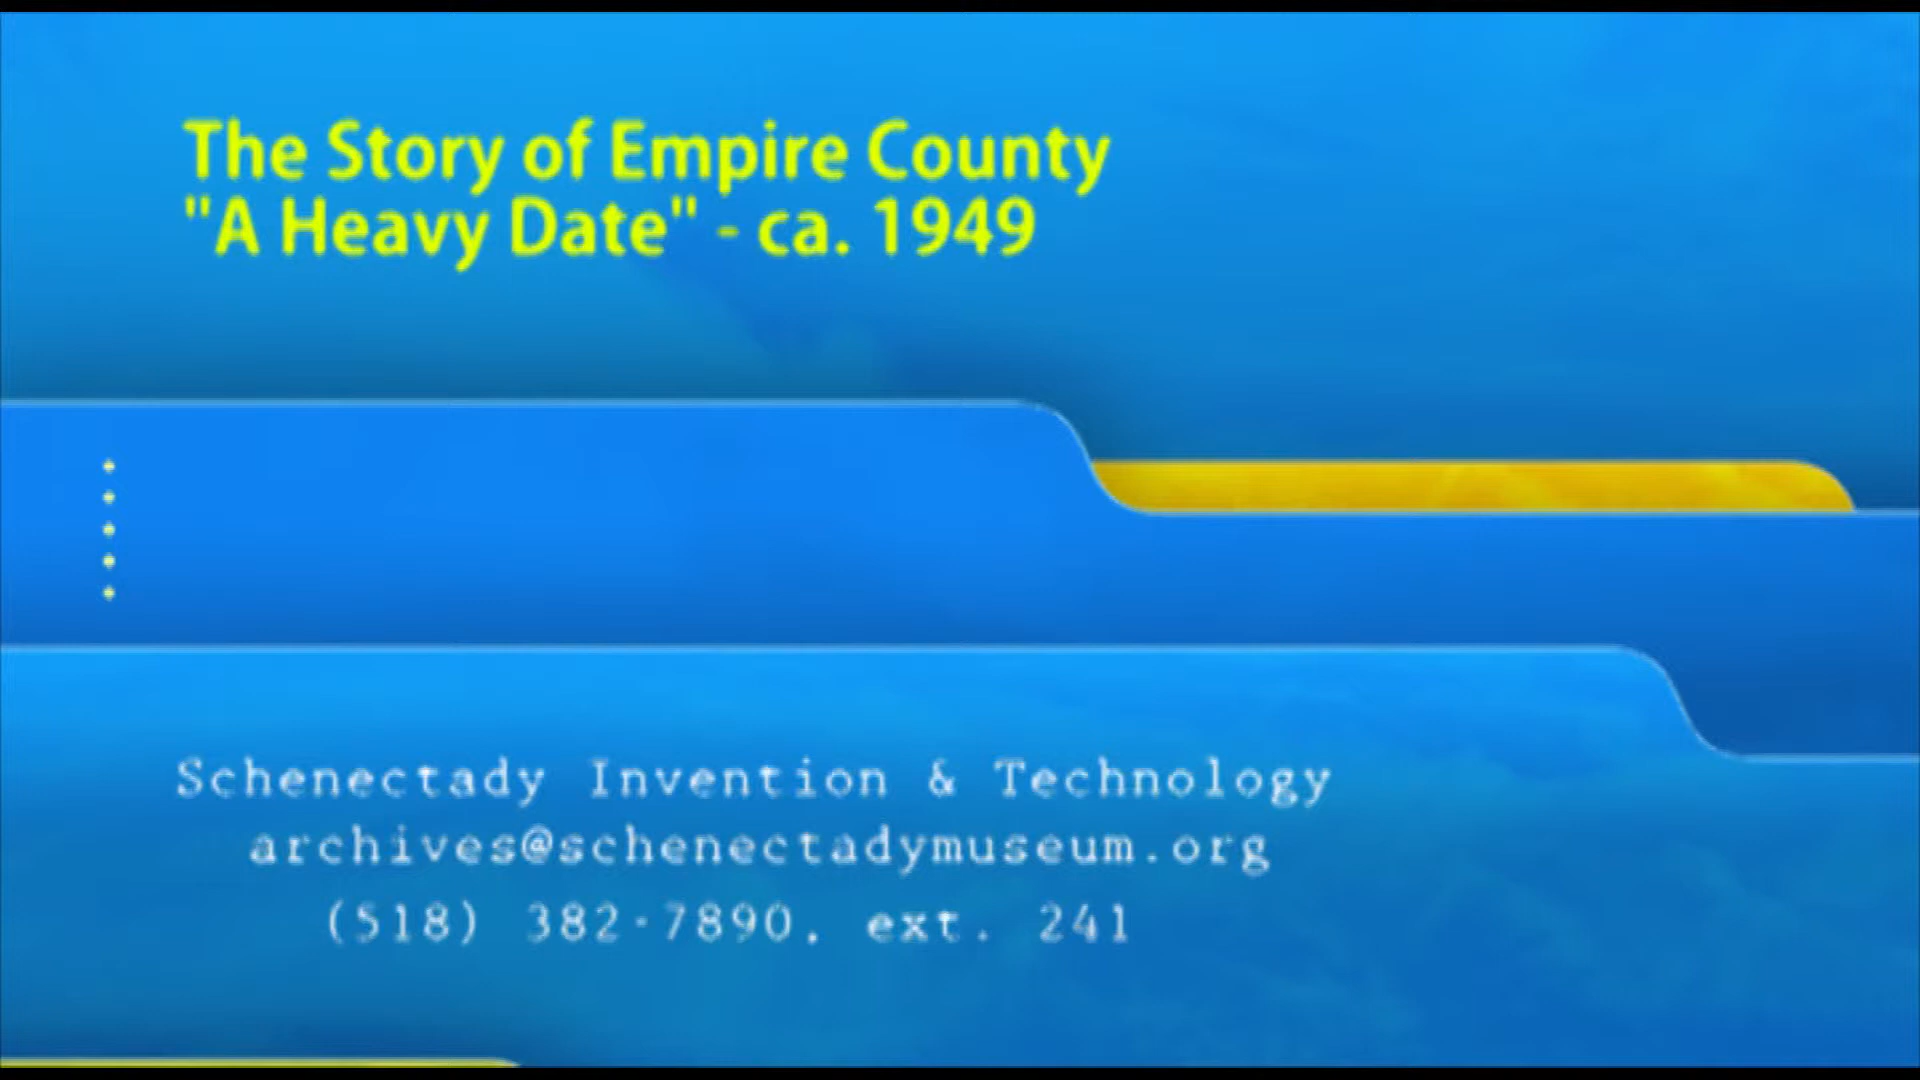 The Story of Empire County
"A Heavy Date" - ca. 1949
Schenectady Invention & Technology
archives@schenectadymuseum.org
(518) 382-7890, ext. 241